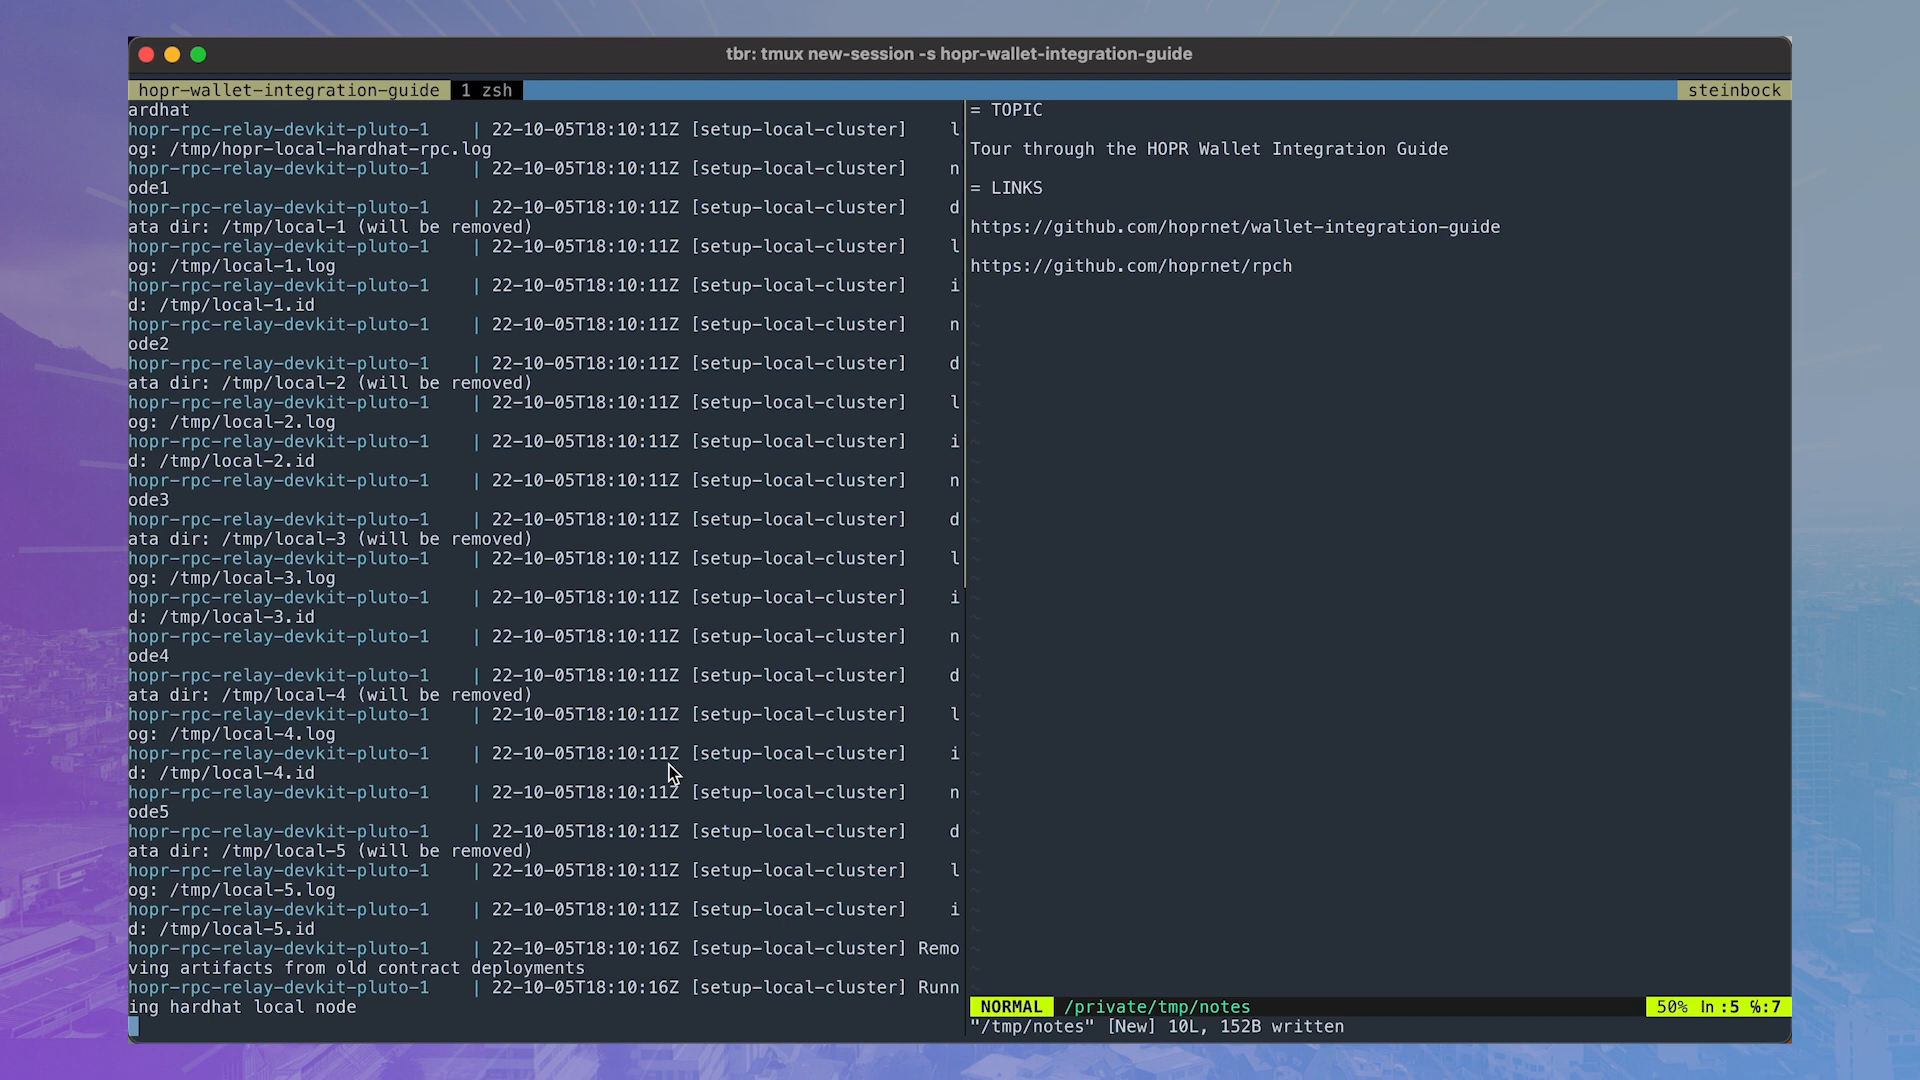 tbr: tmux new-session -s hopr-wallet-integration-guide
hopr-wallet-integration-guide 1 zsh steinbock
ardhat
hopr-rpc-relay-devkit-pluto-1 | 22-10-05T18:10:11Z [setup-local-cluster] l
og: /tmp/hopr-local-hardhat-rpc.log
hopr-rpc-relay-devkit-pluto-1 | 22-10-05T18:10:11Z [setup-local-cluster] n
ode1
hopr-rpc-relay-devkit-pluto-1 | 22-10-05T18:10:11Z [setup-local-cluster] d
ata dir: /tmp/local-1 (will be removed)
hopr-rpc-relay-devkit-pluto-1 | 22-10-05T18:10:11Z [setup-local-cluster] l
og: /tmp/local-1.log
hopr-rpc-relay-devkit-pluto-1 | 22-10-05T18:10:11Z [setup-local-cluster] i
d: /tmp/local-1.id
hopr-rpc-relay-devkit-pluto-1 | 22-10-05T18:10:11Z [setup-local-cluster] n
ode2
hopr-rpc-relay-devkit-pluto-1 | 22-10-05T18:10:11Z [setup-local-cluster] d
ata dir: /tmp/local-2 (will be removed)
hopr-rpc-relay-devkit-pluto-1 | 22-10-05T18:10:11Z [setup-local-cluster] l
og: /tmp/local-2.log
hopr-rpc-relay-devkit-pluto-1 | 22-10-05T18:10:11Z [setup-local-cluster] i
d: /tmp/local-2.id
hopr-rpc-relay-devkit-pluto-1 | 22-10-05T18:10:11Z [setup-local-cluster] n
ode3
hopr-rpc-relay-devkit-pluto-1 | 22-10-05T18:10:11Z [setup-local-cluster] d
ata dir: /tmp/local-3 (will be removed)
hopr-rpc-relay-devkit-pluto-1 | 22-10-05T18:10:11Z [setup-local-cluster] l
og: /tmp/local-3.log
hopr-rpc-relay-devkit-pluto-1 | 22-10-05T18:10:11Z [setup-local-cluster] i
d: /tmp/local-3.id
hopr-rpc-relay-devkit-pluto-1 | 22-10-05T18:10:11Z [setup-local-cluster] n
ode4
hopr-rpc-relay-devkit-pluto-1 | 22-10-05T18:10:11Z [setup-local-cluster] d
ata dir: /tmp/local-4 (will be removed)
hopr-rpc-relay-devkit-pluto-1 | 22-10-05T18:10:11Z [setup-local-cluster] l
og: /tmp/local-4.log
hopr-rpc-relay-devkit-pluto-1 | 22-10-05T18:10:11Z [setup-local-cluster] i
d: /tmp/local-4.id
hopr-rpc-relay-devkit-pluto-1 | 22-10-05T18:10:11Z [setup-local-cluster] n
ode5
hopr-rpc-relay-devkit-pluto-1 | 22-10-05T18:10:11Z [setup-local-cluster] d
ata dir: /tmp/local-5 (will be removed)
hopr-rpc-relay-devkit-pluto-1 | 22-10-05T18:10:11Z [setup-local-cluster] l
og: /tmp/local-5.log
hopr-rpc-relay-devkit-pluto-1 | 22-10-05T18:10:11Z [setup-local-cluster] i
d: /tmp/local-5.id
hopr-rpc-relay-devkit-pluto-1 | 22-10-05T18:10:16Z [setup-local-cluster] Remo
ving artifacts from old contract deployments
hopr-rpc-relay-devkit-pluto-1 | 22-10-05T18:10:16Z [setup-local-cluster] Runn
ing hardhat local node
= TOPIC
Tour through the HOPR Wallet Integration Guide
= LINKS
https://github.com/hoprnet/wallet-integration-guide
https://github.com/hoprnet/rpch
NORMAL /private/tmp/notes 50% ln :5 ℅:7
"/tmp/notes" [New] 10L, 152B written